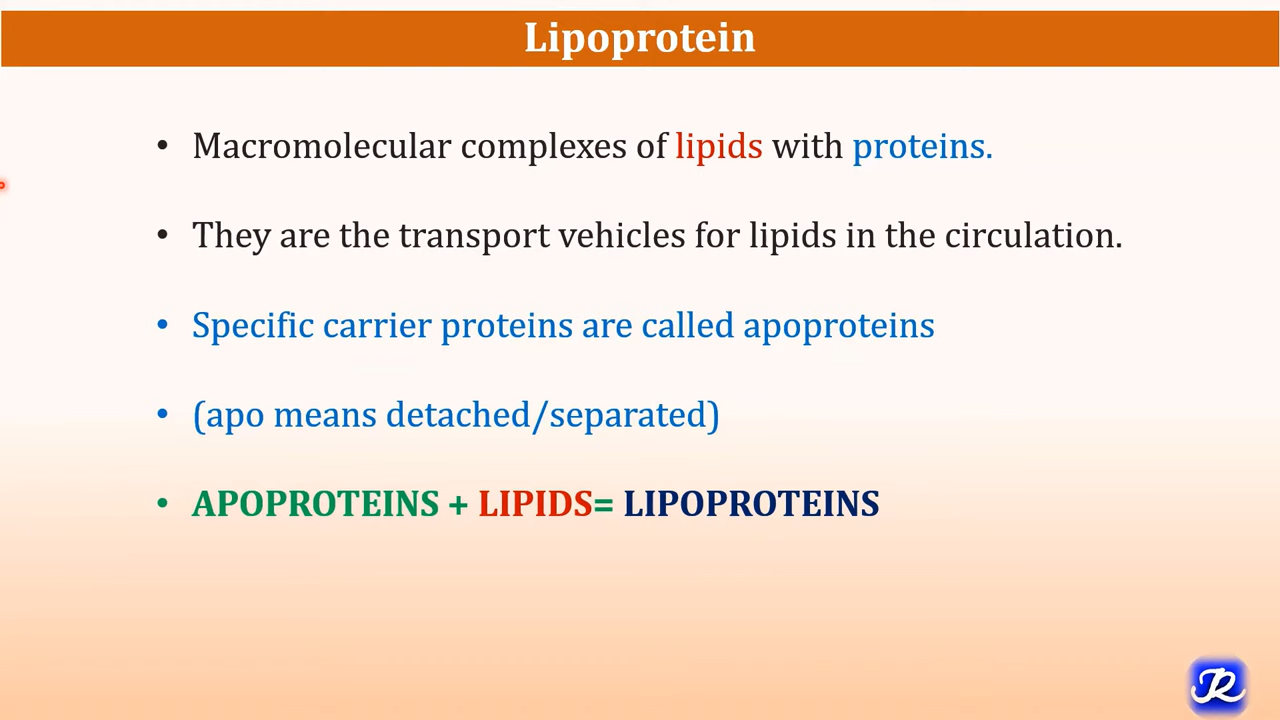 Lipoprotein
• Macromolecular complexes of lipids with proteins.
• They are the transport vehicles for lipids in the circulation.
• Specific carrier proteins are called apoproteins
• (apo means detached/separated)
• APOPROTEINS + LIPIDS= LIPOPROTEINS
JR